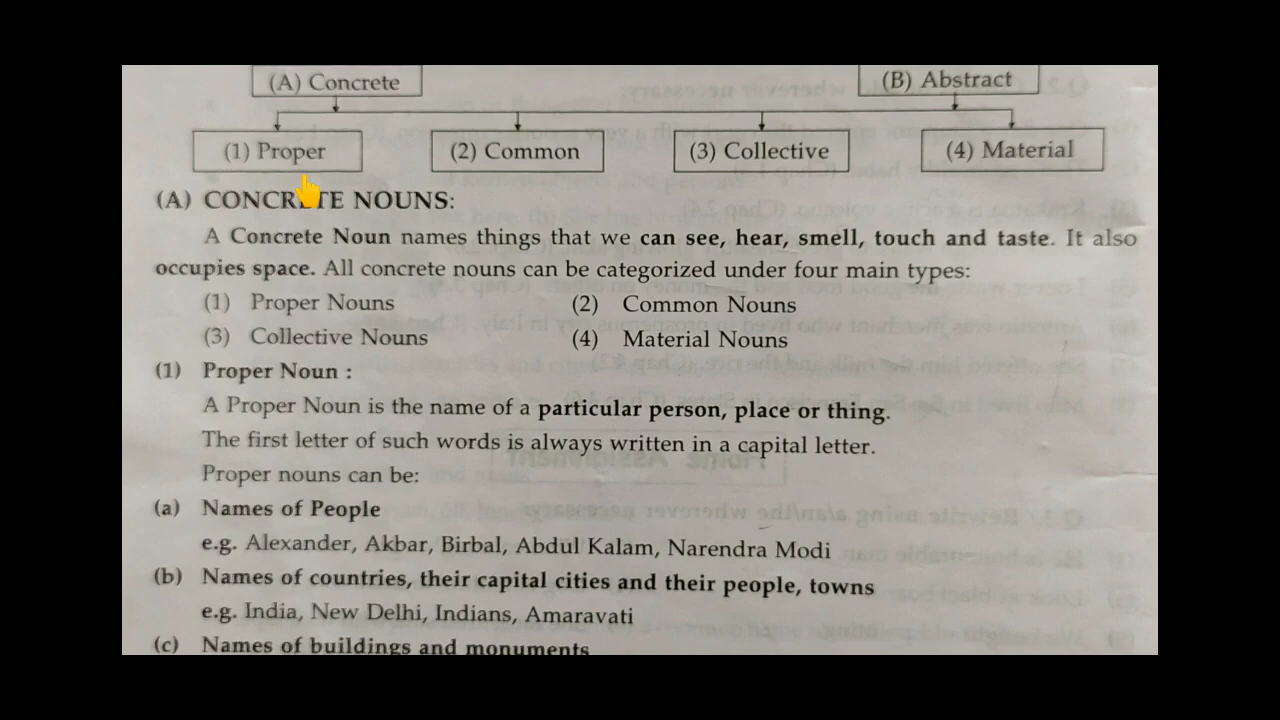 (A) Concrete
(B) Abstract
(1) Proper
(2) Common
(3) Collective
(4) Material
(A) CONCRETE NOUNS:
A Concrete Noun names things that we can see, hear, smell, touch and taste. It also
occupies space. All concrete nouns can be categorized under four main types:
(1) Proper Nouns (2) Common Nouns
(3) Collective Nouns (4) Material Nouns
(1) Proper Noun :
A Proper Noun is the name of a particular person, place or thing.
The first letter of such words is always written in a capital letter.
Proper nouns can be:
(a) Names of People
e.g. Alexander, Akbar, Birbal, Abdul Kalam, Narendra Modi
(b) Names of countries, their capital cities and their people, towns
e.g. India, New Delhi, Indians, Amaravati
(c) Names of buildings and monuments